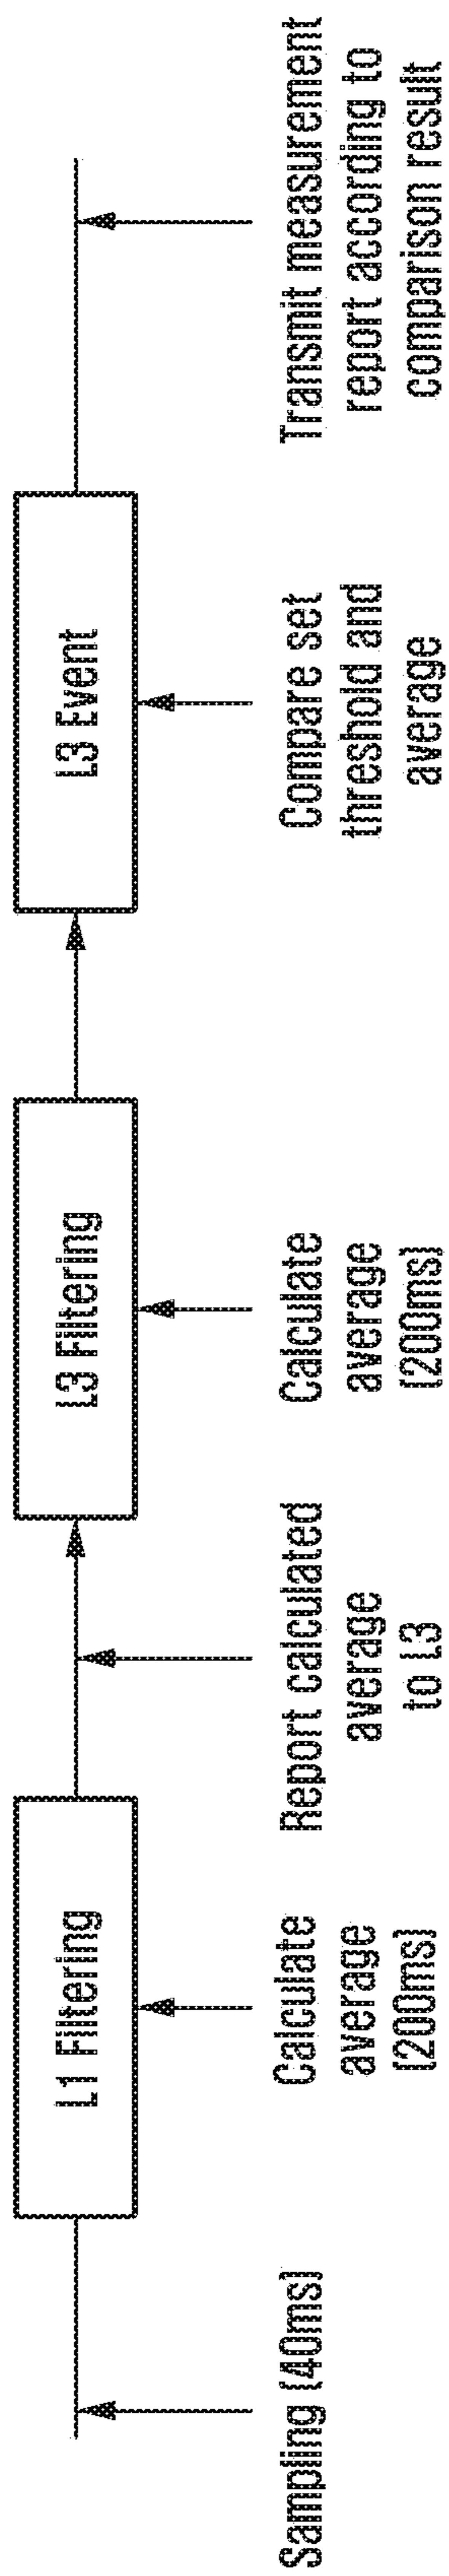 L1 Filtering
L3 Filtering
L3 Event
Sampling (40ms)
Calculate
average
(200ms)
Report calculated
average
to L3
Calculate
average
(200ms)
Compare set
threshold and
average
Transmit measurement
report according to
comparison result